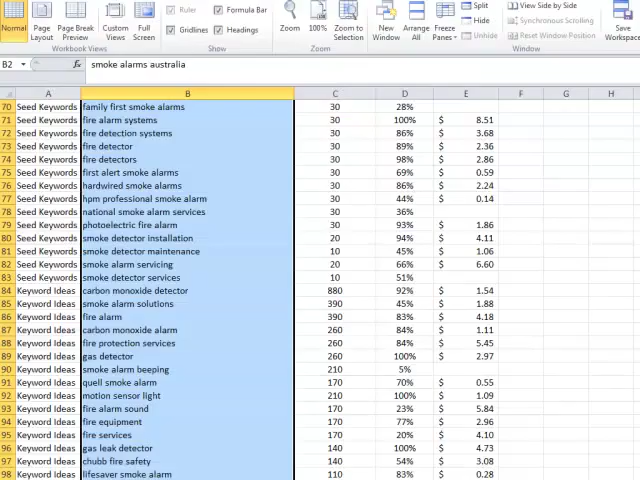 Normal Page Layout Page Break Preview Custom Views Full Screen
Ruler Formula Bar
Gridlines Headings
Zoom 100% Zoom to Selection
New Window Arrange All Freeze Panes
Split
Hide
View Side by Side
Synchronous Scrolling
Reset Window Position
Save Workspace
Workbook Views Show Zoom Window
B2 fx smoke alarms australia
A B C D E F G H
70 Seed Keywords family first smoke alarms 30 28%
71 Seed Keywords fire alarm systems 30 100% $ 8.51
72 Seed Keywords fire detection systems 30 86% $ 3.68
73 Seed Keywords fire detector 30 89% $ 2.36
74 Seed Keywords fire detectors 30 98% $ 2.86
75 Seed Keywords first alert smoke alarms 30 69% $ 0.59
76 Seed Keywords hardwired smoke alarms 30 86% $ 2.24
77 Seed Keywords hpm professional smoke alarm 30 44% $ 0.14
78 Seed Keywords national smoke alarm services 30 36%
79 Seed Keywords photoelectric fire alarm 30 93% $ 1.86
80 Seed Keywords smoke detector installation 20 94% $ 4.11
81 Seed Keywords smoke detector maintenance 10 45% $ 1.06
82 Seed Keywords smoke alarm servicing 20 66% $ 6.60
83 Seed Keywords smoke detector services 10 51%
84 Keyword Ideas carbon monoxide detector 880 92% $ 1.54
85 Keyword Ideas smoke alarm solutions 390 45% $ 1.88
86 Keyword Ideas fire alarm 390 83% $ 4.18
87 Keyword Ideas carbon monoxide alarm 260 84% $ 1.11
88 Keyword Ideas fire protection services 260 84% $ 5.45
89 Keyword Ideas gas detector 260 100% $ 2.97
90 Keyword Ideas smoke alarm beeping 210 5%
91 Keyword Ideas quell smoke alarm 170 70% $ 0.55
92 Keyword Ideas motion sensor light 210 100% $ 1.09
93 Keyword Ideas fire alarm sound 170 23% $ 5.84
94 Keyword Ideas fire equipment 170 77% $ 2.96
95 Keyword Ideas fire services 170 20% $ 4.10
96 Keyword Ideas gas leak detector 140 100% $ 4.73
97 Keyword Ideas chubb fire safety 140 54% $ 3.08
98 Keyword Ideas lifesaver smoke alarm 110 83% $ 0.28